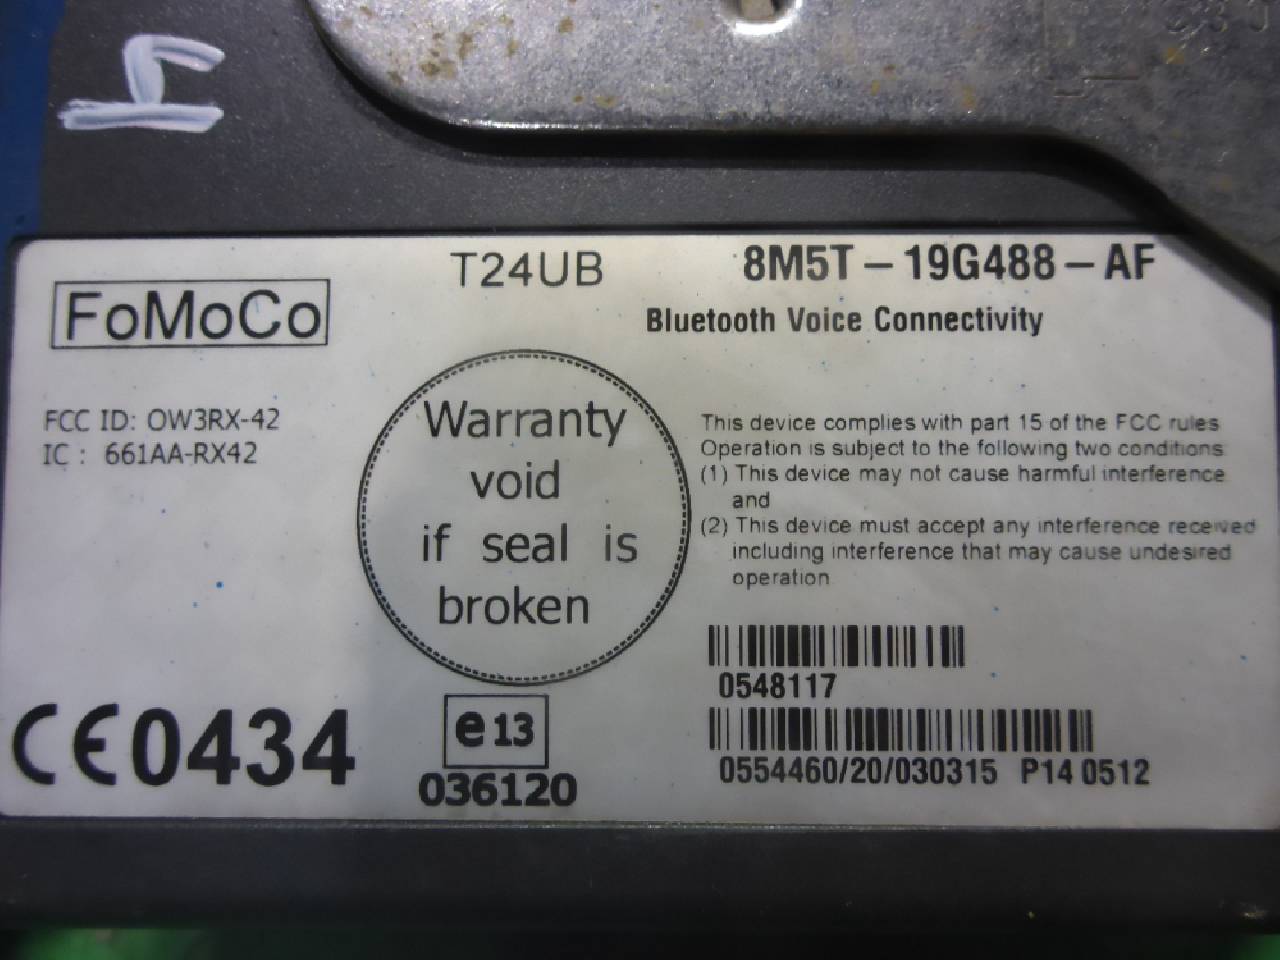 T24UB
8M5T-19G488-AF
FoMoCo
Bluetooth Voice Connectivity
FCC ID: OW3RX-42
IC : 661AA-RX42
Warranty
void
if seal is
broken
This device complies with part 15 of the FCC rules
Operation is subject to the following two conditions
(1) This device may not cause harmful interference
and
(2) This device must accept any interference received
including interference that may cause undesired
operation
0548117
CE0434
e13
036120
0554460/20/030315 P14 0512